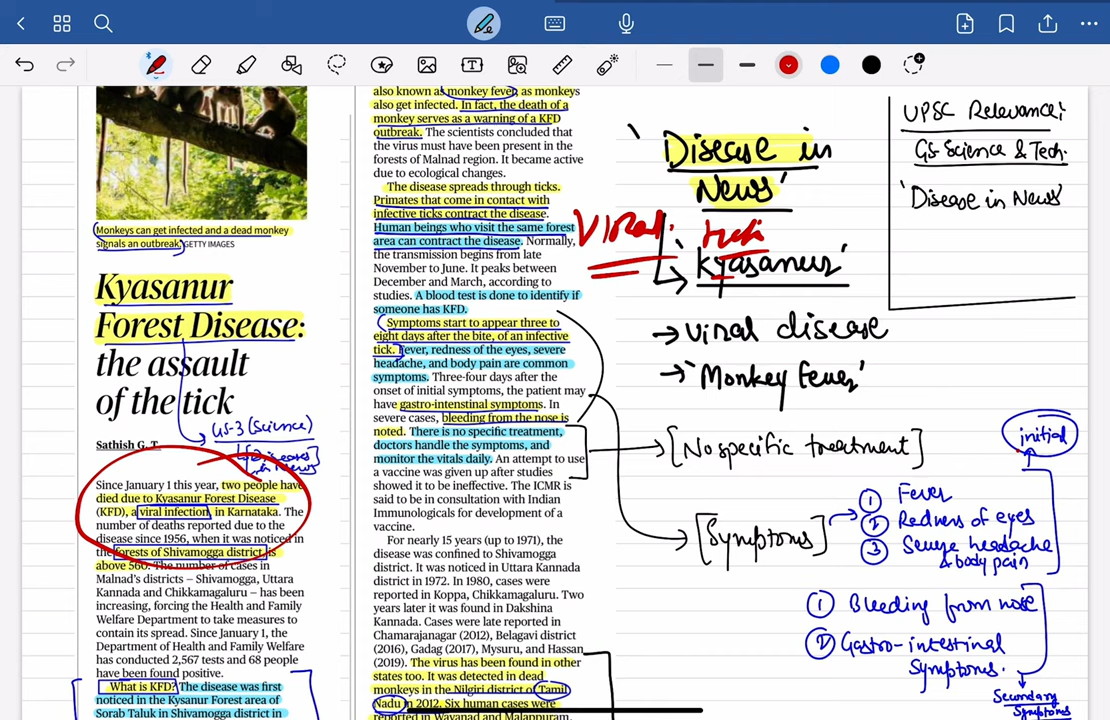 Monkeys can get infected and a dead monkey
signals an outbreak. GETTY IMAGES
Kyasanur
Forest Disease:
the assault
of the tick
GS-3 (Science)
Sathish G. T.
[Diseases
in News]
Since January 1 this year, two people have
died due to Kyasanur Forest Disease
(KFD), a viral infection, in Karnataka. The
number of deaths reported due to the
disease since 1956, when it was noticed in
the forests of Shivamogga district, is
above 560. The number of cases in
Malnad's districts – Shivamogga, Uttara
Kannada and Chikkamagaluru – has been
increasing, forcing the Health and Family
Welfare Department to take measures to
contain its spread. Since January 1, the
Department of Health and Family Welfare
has conducted 2,567 tests and 68 people
have been found positive.
What is KFD? The disease was first
noticed in the Kysanur Forest area of
Sorab Taluk in Shivamogga district in
also known as monkey fever, as monkeys
also get infected. In fact, the death of a
monkey serves as a warning of a KFD
outbreak. The scientists concluded that
the virus must have been present in the
forests of Malnad region. It became active
due to ecological changes.
The disease spreads through ticks.
Primates that come in contact with
infective ticks contract the disease.
Human beings who visit the same forest
area can contract the disease. Normally,
the transmission begins from late
November to June. It peaks between
December and March, according to
studies. A blood test is done to identify if
someone has KFD.
Symptoms start to appear three to
eight days after the bite, of an infective
tick. Fever, redness of the eyes, severe
headache, and body pain are common
symptoms. Three-four days after the
onset of initial symptoms, the patient may
have gastro-intenstinal symptoms. In
severe cases, bleeding from the nose is
noted. There is no specific treatment,
doctors handle the symptoms, and
monitor the vitals daily. An attempt to use
a vaccine was given up after studies
showed it to be ineffective. The ICMR is
said to be in consultation with Indian
Immunologicals for development of a
vaccine.
For nearly 15 years (up to 1971), the
disease was confined to Shivamogga
district. It was noticed in Uttara Kannada
district in 1972. In 1980, cases were
reported in Koppa, Chikkamagaluru. Two
years later it was found in Dakshina
Kannada. Cases were late reported in
Chamarajanagar (2012), Belagavi district
(2016), Gadag (2017), Mysuru, and Hassan
(2019). The virus has been found in other
states too. It was detected in dead
monkeys in the Nilgiri district of Tamil
Nadu in 2012. Six human cases were
reported in Wayanad and Malappuram,
'Disease in
News'
Viral. tick
'Kyasanur'
→ Viral disease
→ 'Monkey Fever'
→ [No specific treatment]
→ [Symptoms]
initial
① Fever
② Redness of eyes
③ Severe headache
& body pain
① Bleeding from nose
② Gastro-intestinal
Symptoms.
Secondary
Symptoms
UPSC Relevance:
GS Science & Tech.
'Disease in News'